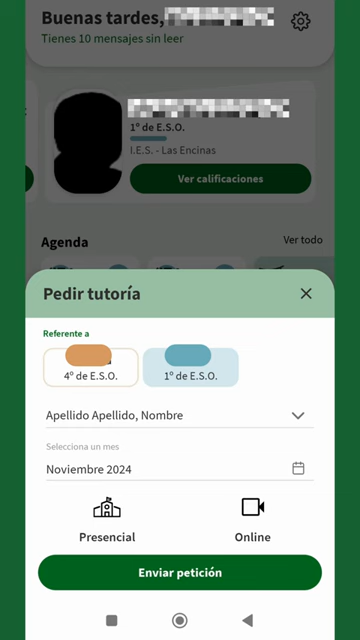 Buenas tardes,
Tienes 10 mensajes sin leer
1º de E.S.O.
I.E.S. - Las Encinas
Ver calificaciones
Agenda
Ver todo
Pedir tutoría
Referente a
4º de E.S.O.
1º de E.S.O.
Apellido Apellido, Nombre
Selecciona un mes
Noviembre 2024
Presencial
Online
Enviar petición